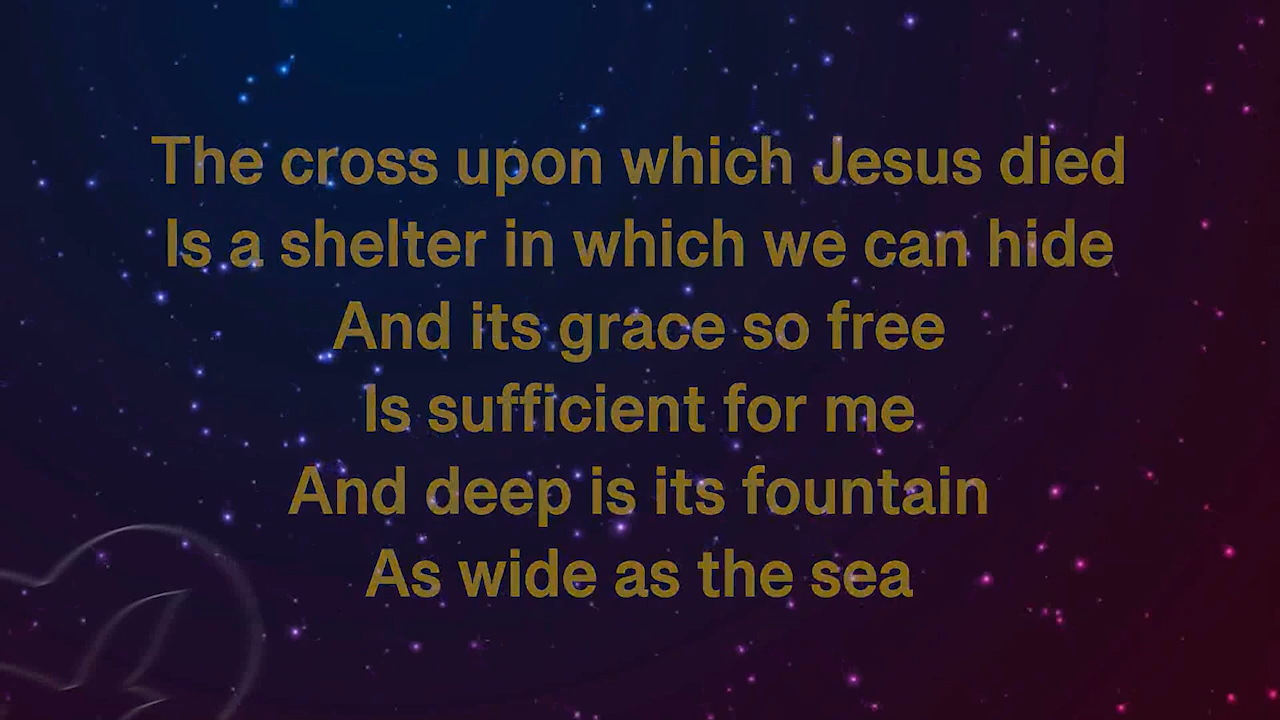 The cross upon which Jesus died
Is a shelter in which we can hide
And its grace so free
Is sufficient for me
And deep is its fountain
As wide as the sea